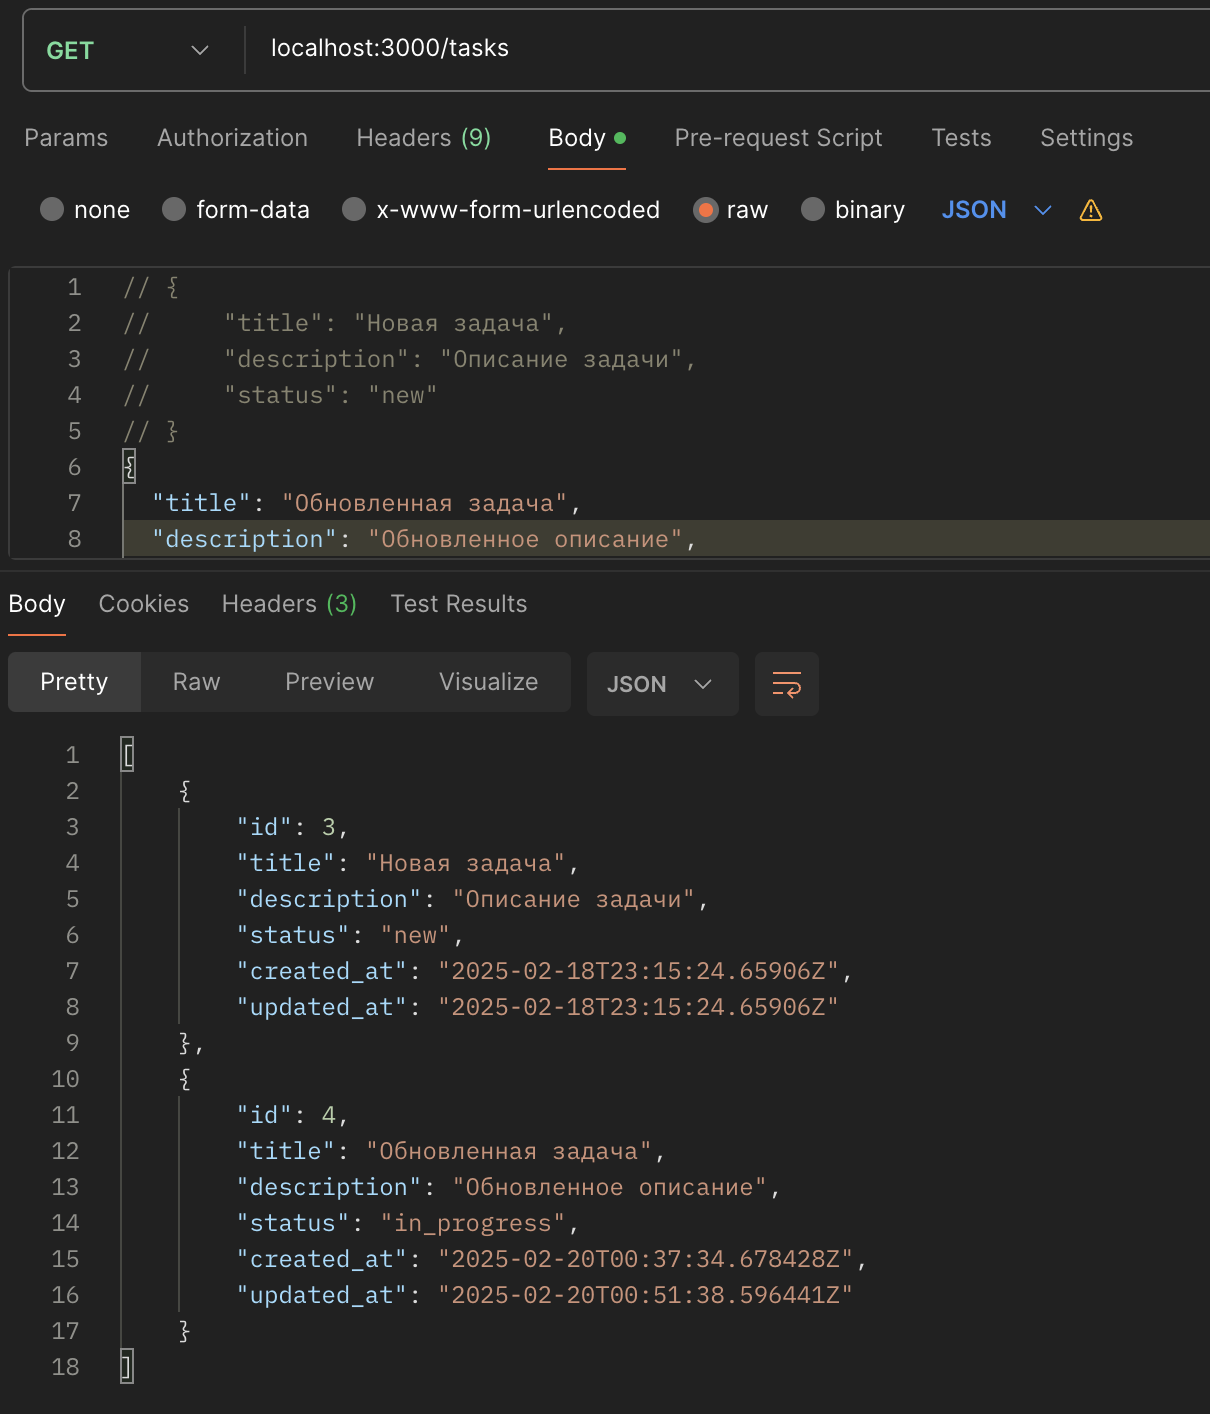 GET localhost:3000/tasks
Params Authorization Headers (9) Body Pre-request Script Tests Settings
none form-data x-www-form-urlencoded raw binary JSON
1 // {
2 // "title": "Новая задача",
3 // "description": "Описание задачи",
4 // "status": "new"
5 // }
6 {
7 "title": "Обновленная задача",
8 "description": "Обновленное описание",
Body Cookies Headers (3) Test Results
Pretty Raw Preview Visualize JSON
1 [
2 {
3 "id": 3,
4 "title": "Новая задача",
5 "description": "Описание задачи",
6 "status": "new",
7 "created_at": "2025-02-18T23:15:24.65906Z",
8 "updated_at": "2025-02-18T23:15:24.65906Z"
9 },
10 {
11 "id": 4,
12 "title": "Обновленная задача",
13 "description": "Обновленное описание",
14 "status": "in_progress",
15 "created_at": "2025-02-20T00:37:34.678428Z",
16 "updated_at": "2025-02-20T00:51:38.596441Z"
17 }
18 ]